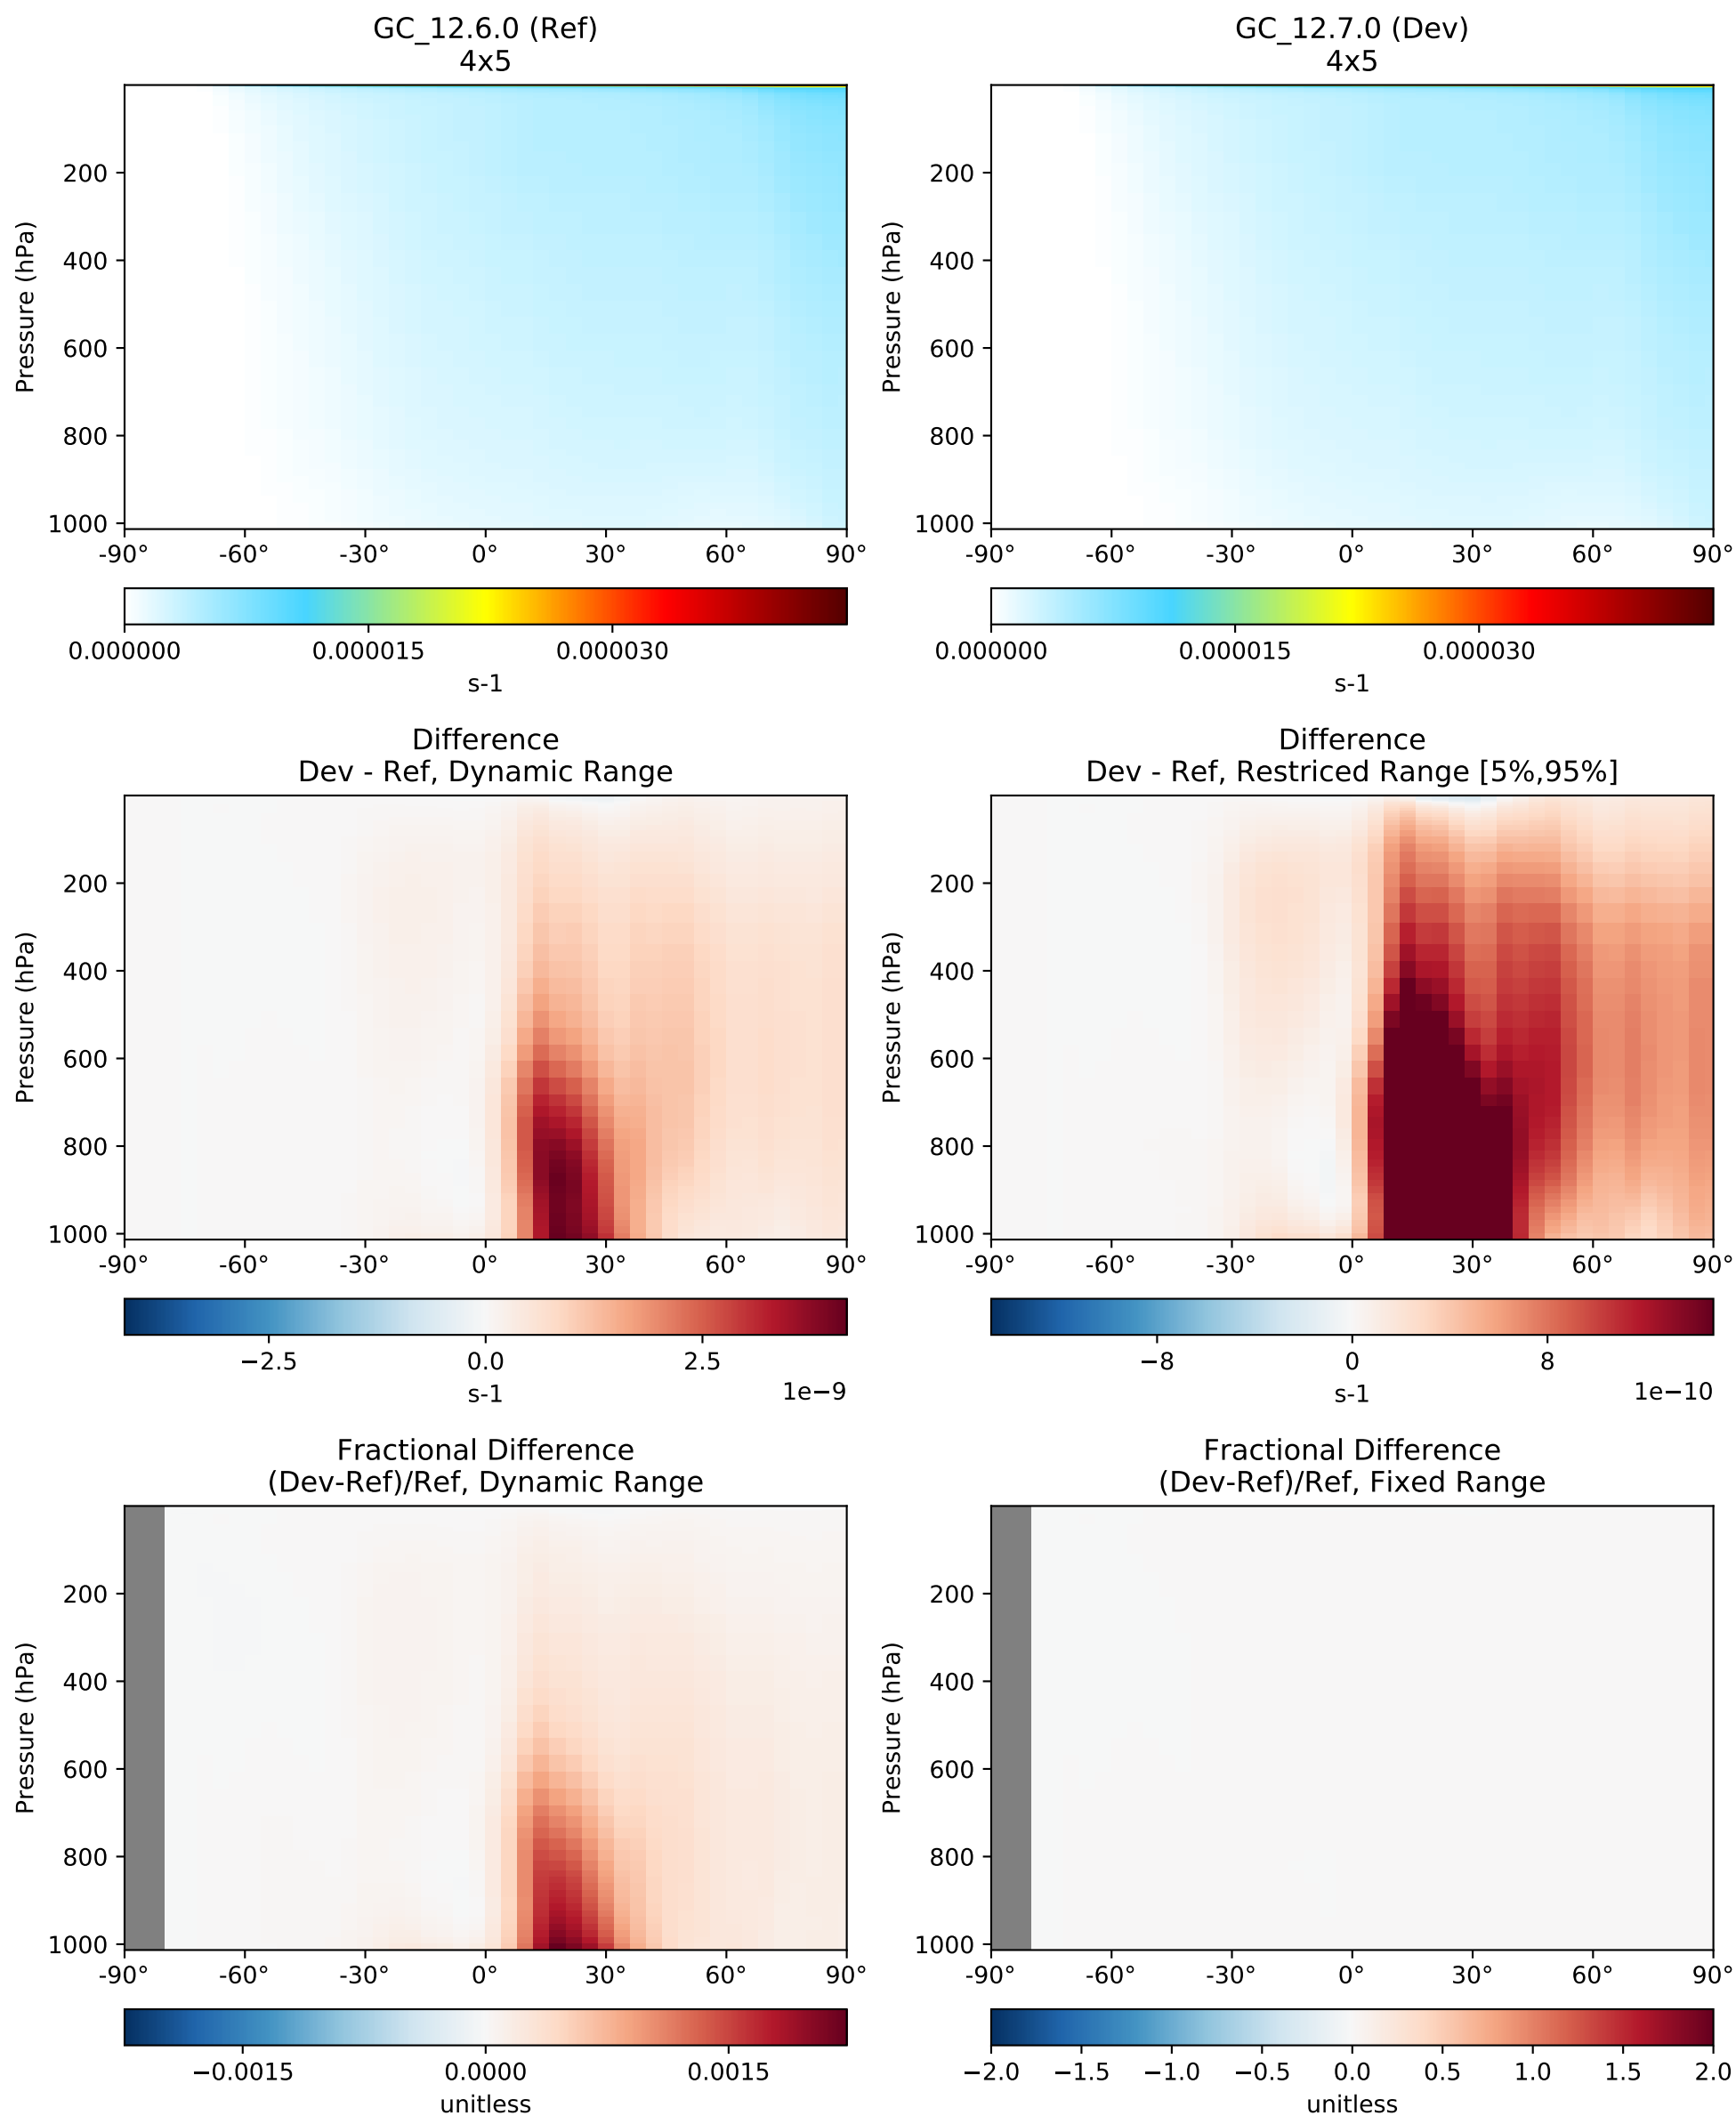 GC_12.6.0 (Ref)
4x5
GC_12.7.0 (Dev)
4x5
Pressure (hPa)
200
400
600
800
1000
-90° -60° -30° 0° 30° 60° 90°
0.000000 0.000015 0.000030
s-1
Pressure (hPa)
200
400
600
800
1000
-90° -60° -30° 0° 30° 60° 90°
0.000000 0.000015 0.000030
s-1
Difference
Dev - Ref, Dynamic Range
Pressure (hPa)
200
400
600
800
1000
-90° -60° -30° 0° 30° 60° 90°
−2.5 0.0 2.5
s-1 1e−9
Difference
Dev - Ref, Restriced Range [5%,95%]
Pressure (hPa)
200
400
600
800
1000
-90° -60° -30° 0° 30° 60° 90°
−8 0 8
s-1 1e−10
Fractional Difference
(Dev-Ref)/Ref, Dynamic Range
Pressure (hPa)
200
400
600
800
1000
-90° -60° -30° 0° 30° 60° 90°
−0.0015 0.0000 0.0015
unitless
Fractional Difference
(Dev-Ref)/Ref, Fixed Range
Pressure (hPa)
200
400
600
800
1000
-90° -60° -30° 0° 30° 60° 90°
−2.0 −1.5 −1.0 −0.5 0.0 0.5 1.0 1.5 2.0
unitless